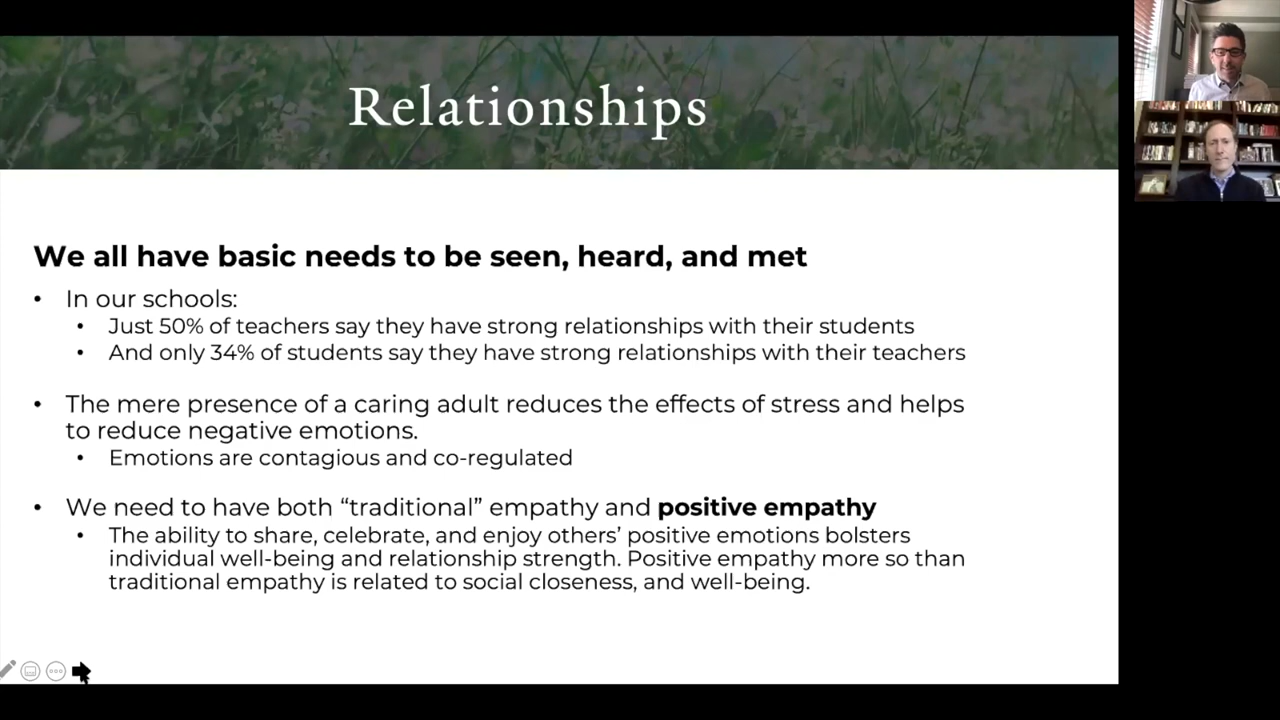 Relationships
We all have basic needs to be seen, heard, and met
• In our schools:
• Just 50% of teachers say they have strong relationships with their students
• And only 34% of students say they have strong relationships with their teachers
• The mere presence of a caring adult reduces the effects of stress and helps
to reduce negative emotions.
• Emotions are contagious and co-regulated
• We need to have both “traditional” empathy and positive empathy
• The ability to share, celebrate, and enjoy others’ positive emotions bolsters
individual well-being and relationship strength. Positive empathy more so than
traditional empathy is related to social closeness, and well-being.